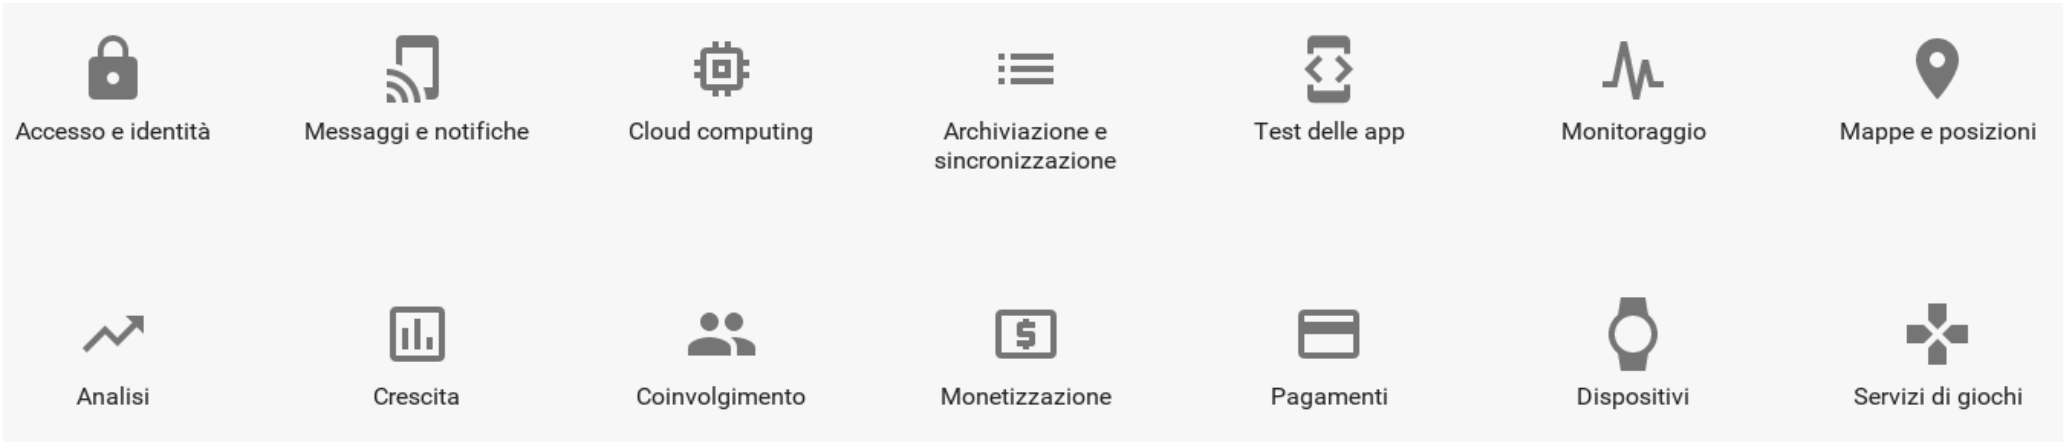 Accesso e identità
Messaggi e notifiche
Cloud computing
Archiviazione e
sincronizzazione
Test delle app
Monitoraggio
Mappe e posizioni
Analisi
Crescita
Coinvolgimento
Monetizzazione
Pagamenti
Dispositivi
Servizi di giochi